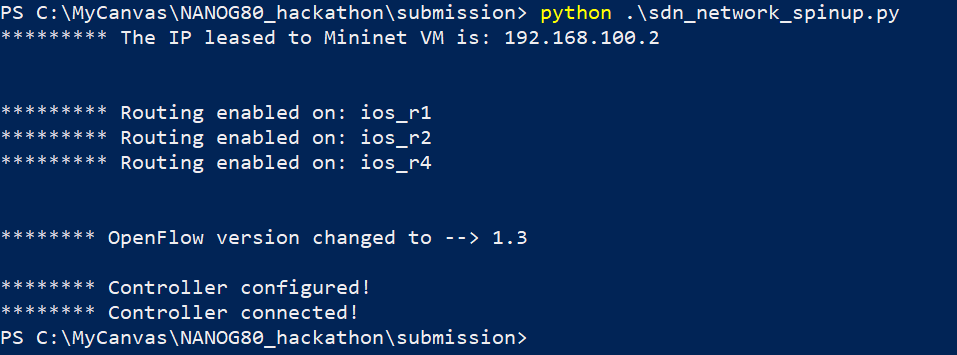 PS C:\MyCanvas\NANOG80_hackathon\submission> python .\sdn_network_spinup.py
********* The IP leased to Mininet VM is: 192.168.100.2
********* Routing enabled on: ios_r1
********* Routing enabled on: ios_r2
********* Routing enabled on: ios_r4
******** OpenFlow version changed to --> 1.3
******** Controller configured!
******** Controller connected!
PS C:\MyCanvas\NANOG80_hackathon\submission>